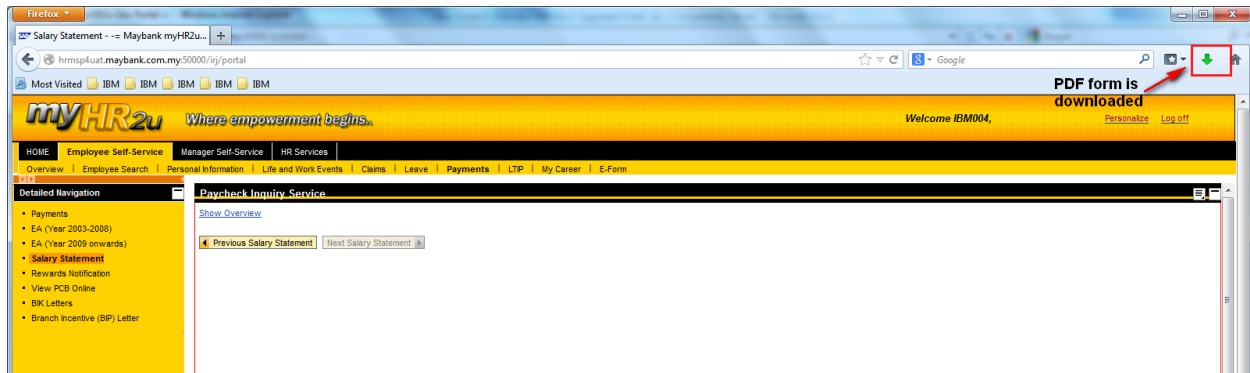 Firefox
Salary Statement - -= Maybank myHR2u...
hrmsp4uat.maybank.com.my:50000/irj/portal
Google
Most Visited IBM IBM IBM IBM
PDF form is
downloaded
myHR2u Where empowerment begins...
Welcome IBM004,
Personalize Log off
HOME Employee Self-Service Manager Self-Service HR Services
Overview | Employee Search | Personal Information | Life and Work Events | Claims | Leave | Payments | LTIP | My Career | E-Form
Detailed Navigation
Paycheck Inquiry Service
Payments
EA (Year 2003-2008)
EA (Year 2009 onwards)
Salary Statement
Rewards Notification
View PCB Online
BIK Letters
Branch Incentive (BIP) Letter
Show Overview
Previous Salary Statement Next Salary Statement